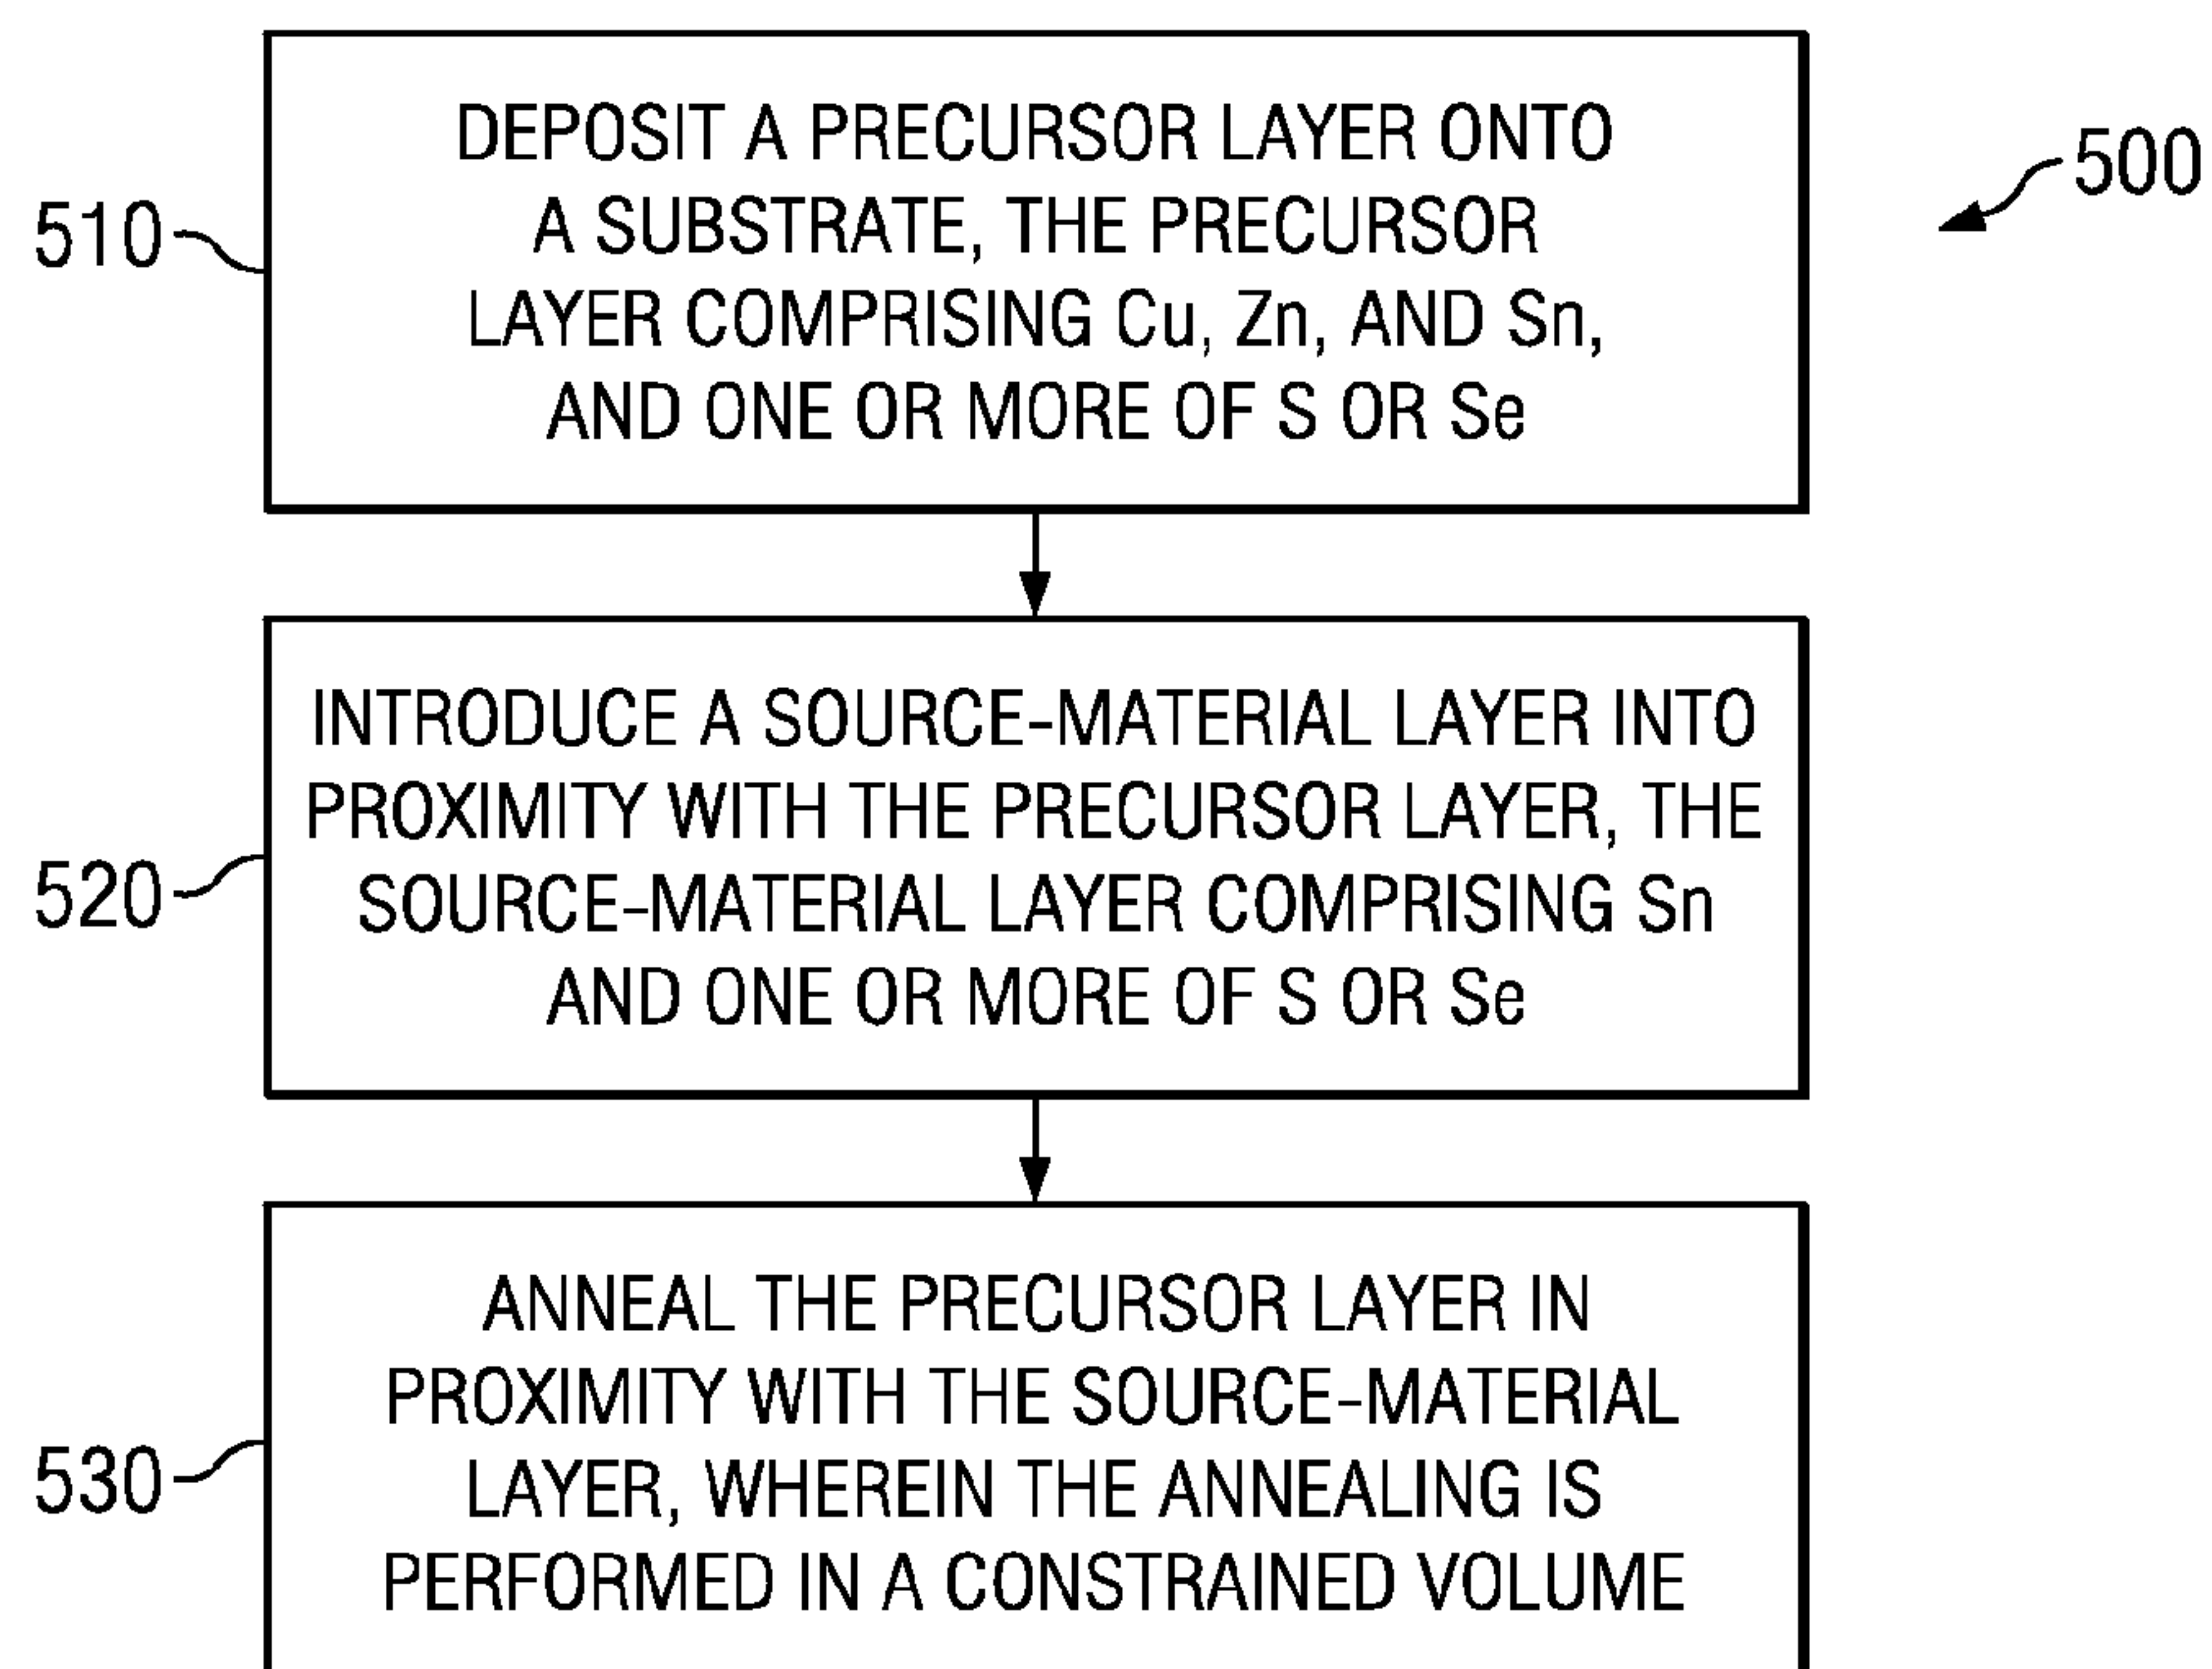 500
510
DEPOSIT A PRECURSOR LAYER ONTO
A SUBSTRATE, THE PRECURSOR
LAYER COMPRISING Cu, Zn, AND Sn,
AND ONE OR MORE OF S OR Se
520
INTRODUCE A SOURCE-MATERIAL LAYER INTO
PROXIMITY WITH THE PRECURSOR LAYER, THE
SOURCE-MATERIAL LAYER COMPRISING Sn
AND ONE OR MORE OF S OR Se
530
ANNEAL THE PRECURSOR LAYER IN
PROXIMITY WITH THE SOURCE-MATERIAL
LAYER, WHEREIN THE ANNEALING IS
PERFORMED IN A CONSTRAINED VOLUME